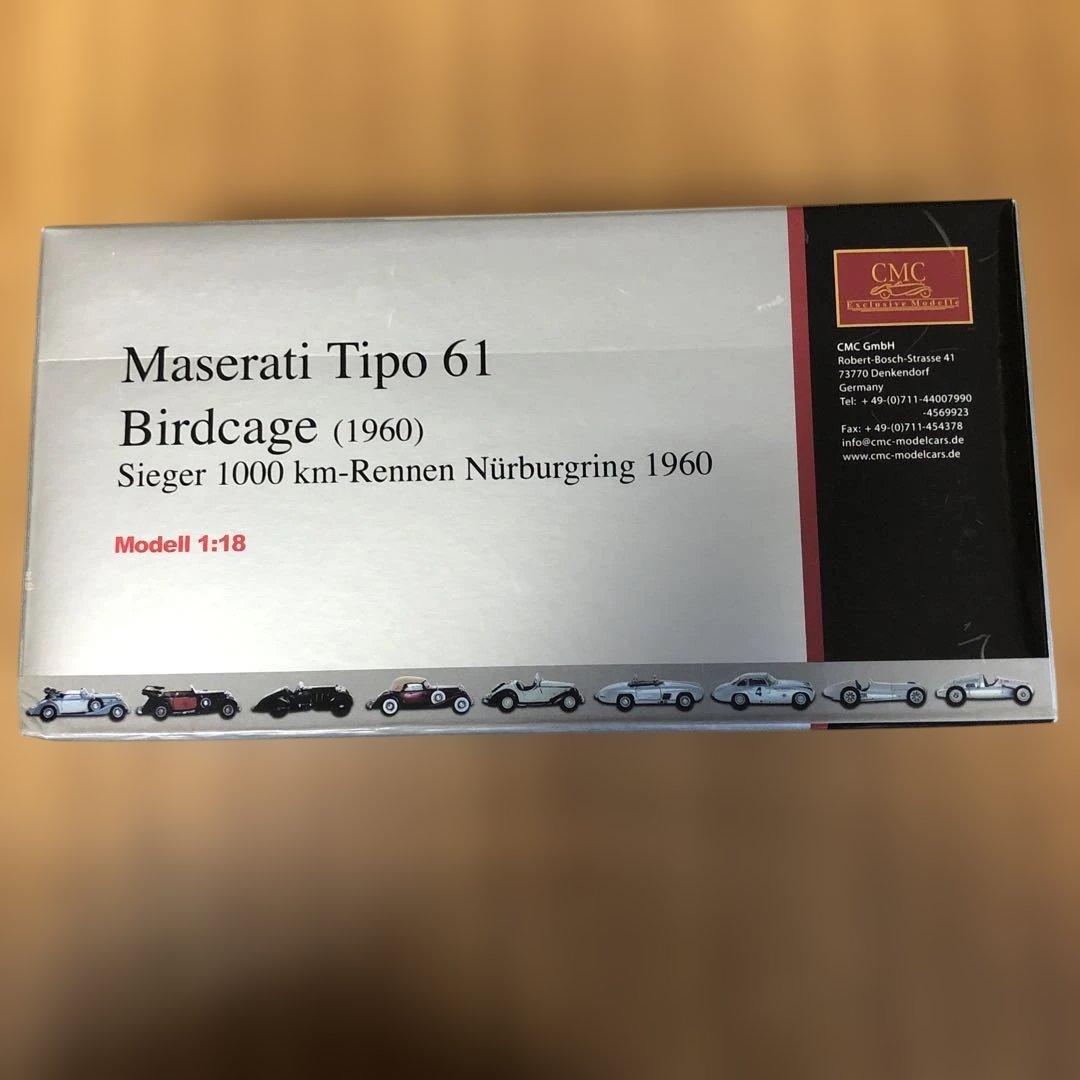 Maserati Tipo 61
Birdcage (1960)
Sieger 1000 km-Rennen Nürburgring 1960
Modell 1:18
CMC
Exclusive Modelle
CMC GmbH
Robert-Bosch-Strasse 41
73770 Denkendorf
Germany
Tel: + 49-(0)711-44007990
-4569923
Fax: + 49-(0)711-454378
info@cmc-modelcars.de
www.cmc-modelcars.de
4